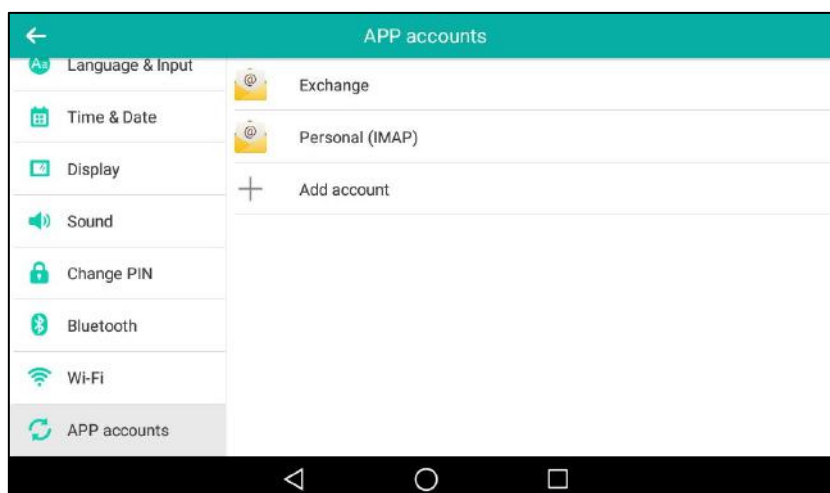 APP accounts
Aa Language & Input
Time & Date
Display
Sound
Change PIN
Bluetooth
Wi-Fi
APP accounts
@ Exchange
@ Personal (IMAP)
Add account